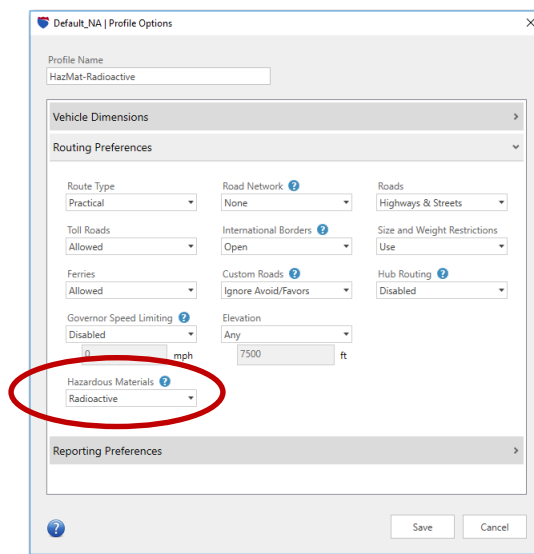 Default_NA | Profile Options
Profile Name
HazMat-Radioactive
Vehicle Dimensions
Routing Preferences
Route Type Road Network ? Roads
Practical None Highways & Streets
Toll Roads International Borders ? Size and Weight Restrictions
Allowed Open Use
Ferries Custom Roads ? Hub Routing ?
Allowed Ignore Avoid/Favors Disabled
Governor Speed Limiting ? Elevation
Disabled Any
0 mph 7500 ft
Hazardous Materials ?
Radioactive
Reporting Preferences
? Save Cancel